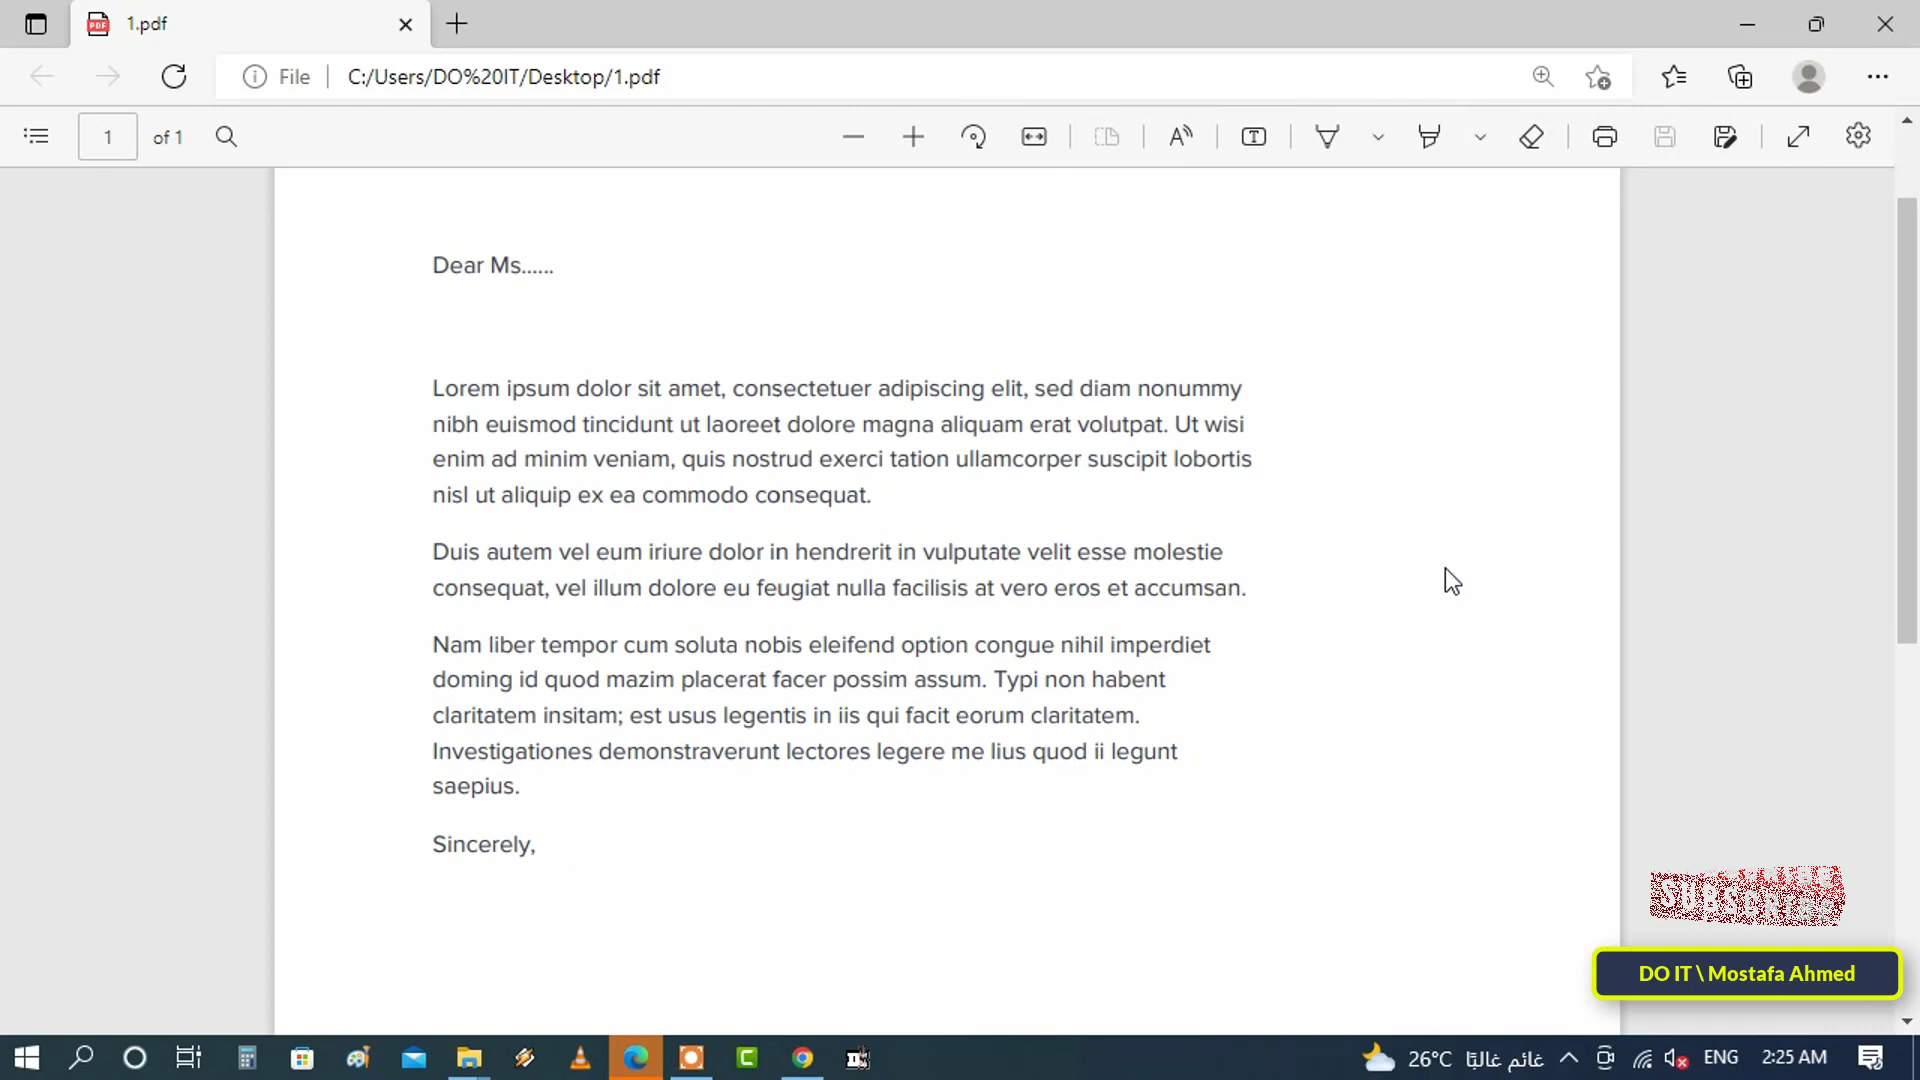 1.pdf
File
C:/Users/DO%20IT/Desktop/1.pdf
1 of 1
Dear Ms......
Lorem ipsum dolor sit amet, consectetuer adipiscing elit, sed diam nonummy
nibh euismod tincidunt ut laoreet dolore magna aliquam erat volutpat. Ut wisi
enim ad minim veniam, quis nostrud exerci tation ullamcorper suscipit lobortis
nisl ut aliquip ex ea commodo consequat.
Duis autem vel eum iriure dolor in hendrerit in vulputate velit esse molestie
consequat, vel illum dolore eu feugiat nulla facilisis at vero eros et accumsan.
Nam liber tempor cum soluta nobis eleifend option congue nihil imperdiet
doming id quod mazim placerat facer possim assum. Typi non habent
claritatem insitam; est usus legentis in iis qui facit eorum claritatem.
Investigationes demonstraverunt lectores legere me lius quod ii legunt
saepius.
Sincerely,
SUBSCRIBE
DO IT \ Mostafa Ahmed
26°C غائم غالبًا
ENG
2:25 AM